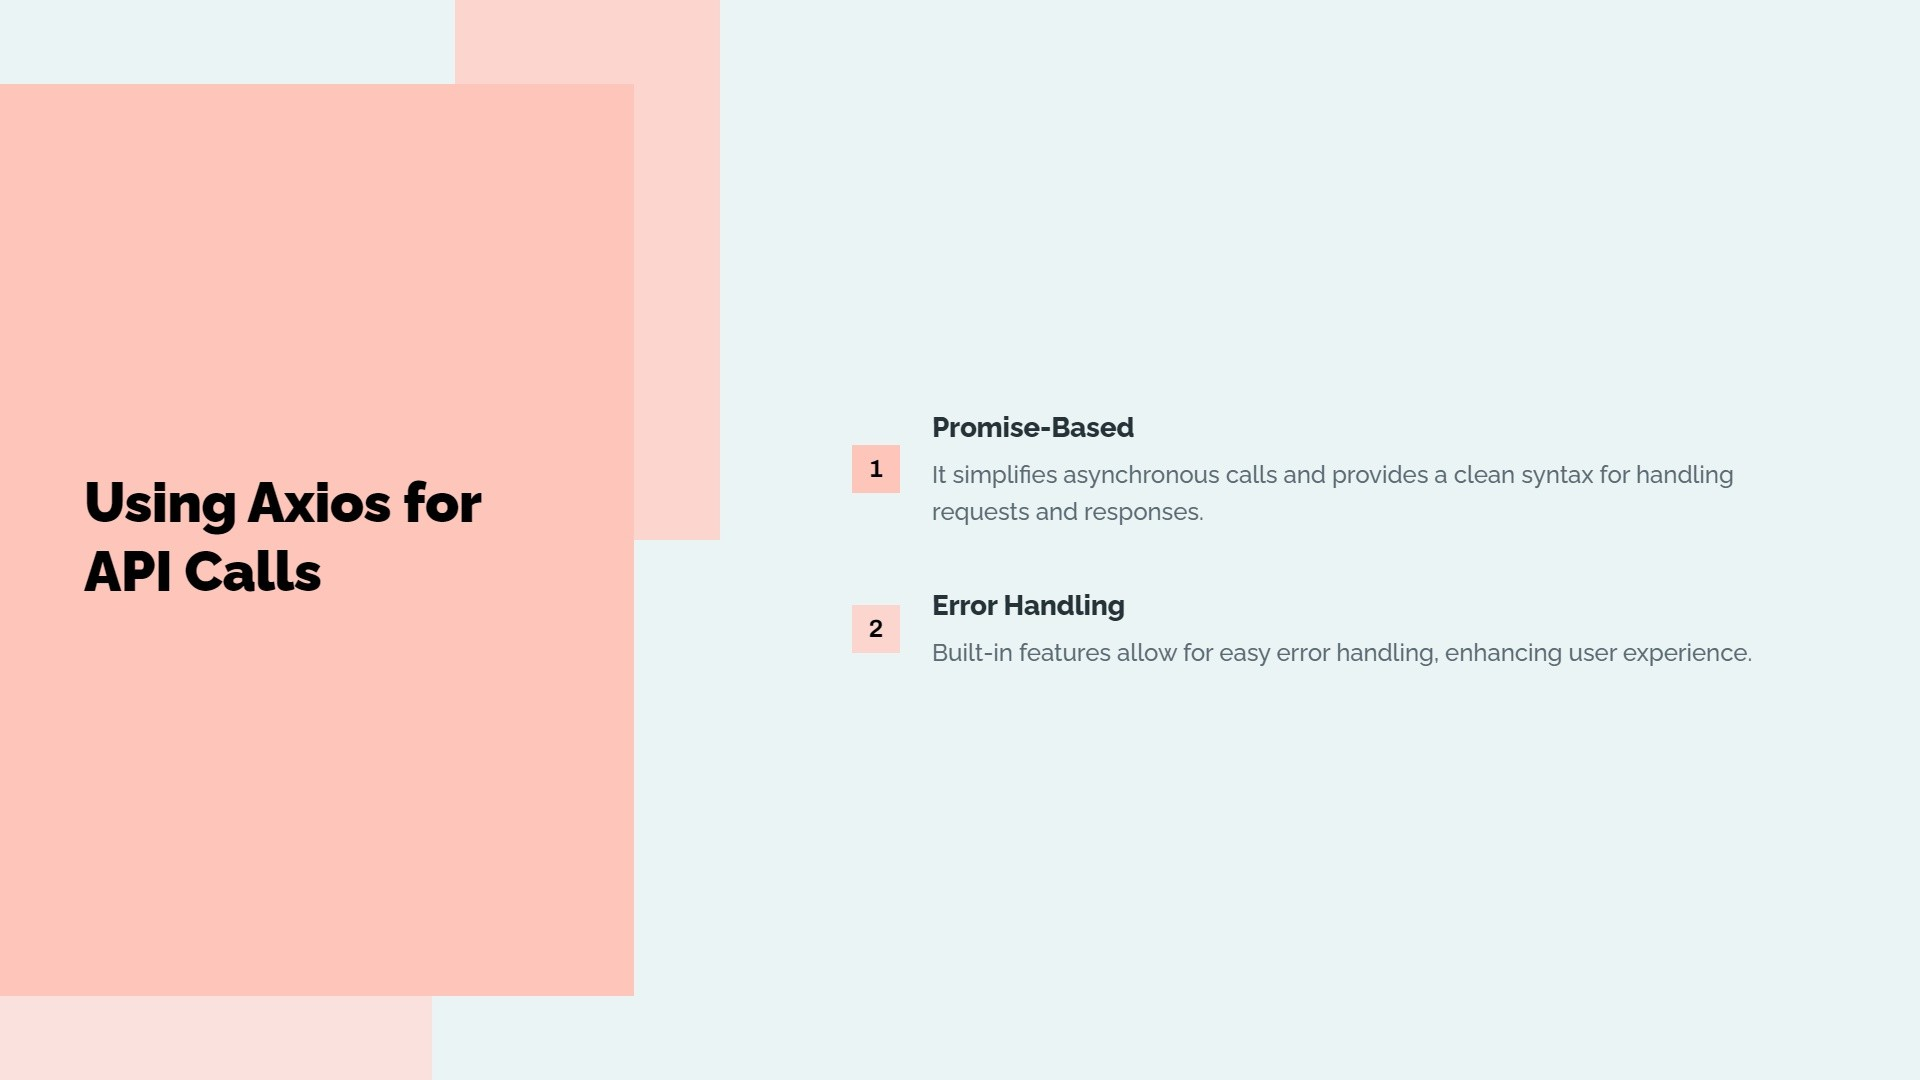 Using Axios for
API Calls
1
Promise-Based
It simplifies asynchronous calls and provides a clean syntax for handling
requests and responses.
2
Error Handling
Built-in features allow for easy error handling, enhancing user experience.